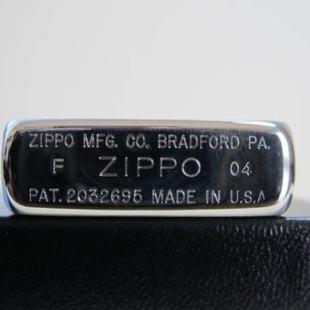 ZIPPO MFG. CO. BRADFORD PA.
F ZIPPO 04
PAT. 2032695 MADE IN U.S.A